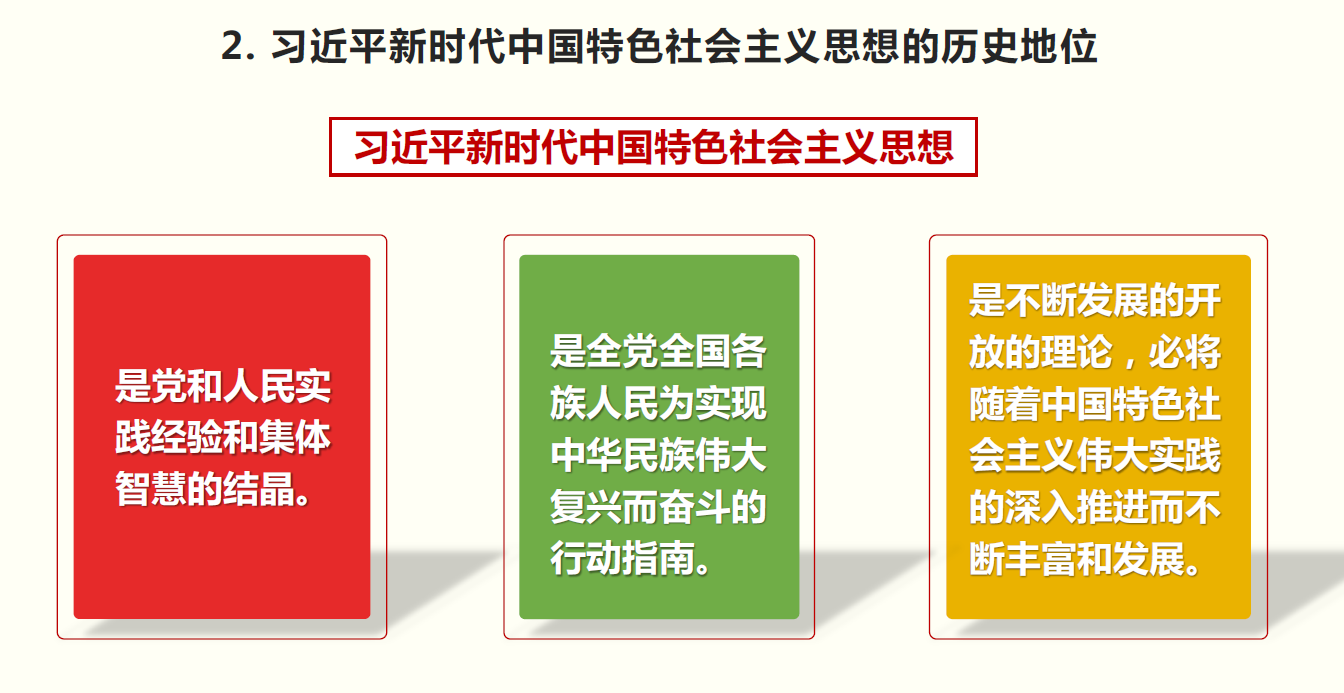 2. 习近平新时代中国特色社会主义思想的历史地位
习近平新时代中国特色社会主义思想
是党和人民实
践经验和集体
智慧的结晶。
是全党全国各
族人民为实现
中华民族伟大
复兴而奋斗的
行动指南。
是不断发展的开
放的理论，必将
随着中国特色社
会主义伟大实践
的深入推进而不
断丰富和发展。